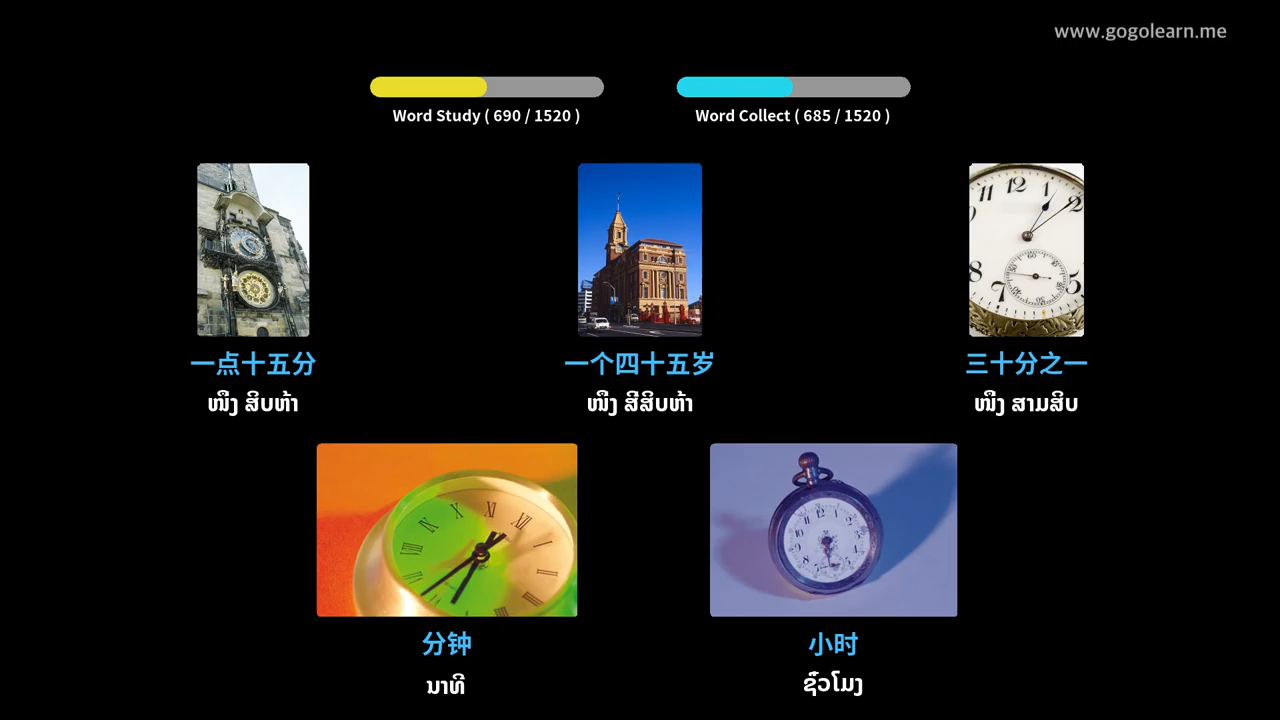 www.gogolearn.me
Word Study ( 690 / 1520 )
Word Collect ( 685 / 1520 )
一点十五分
一个四十五岁
三十分之一
ໜຶ່ງ ສິບຫ້າ
ໜຶ່ງ ສີ່ສິບຫ້າ
ໜຶ່ງ ສາມສິບ
分钟
小时
ນາທີ
ຊົ່ວໂມງ